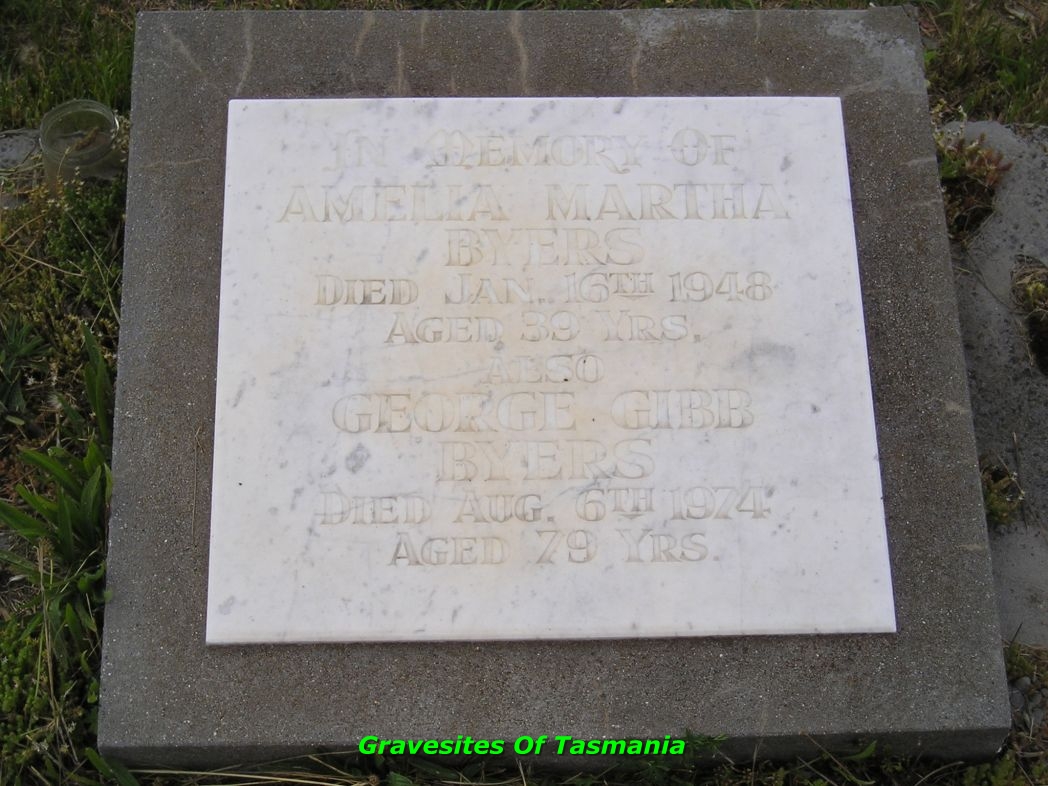 In Memory Of
AMELIA MARTHA
BYERS
Died Jan. 16th 1948
Aged 39 Yrs.
ALSO
GEORGE GIBB
BYERS
Died Aug. 6th 1974
Aged 79 Yrs.
Gravesites Of Tasmania